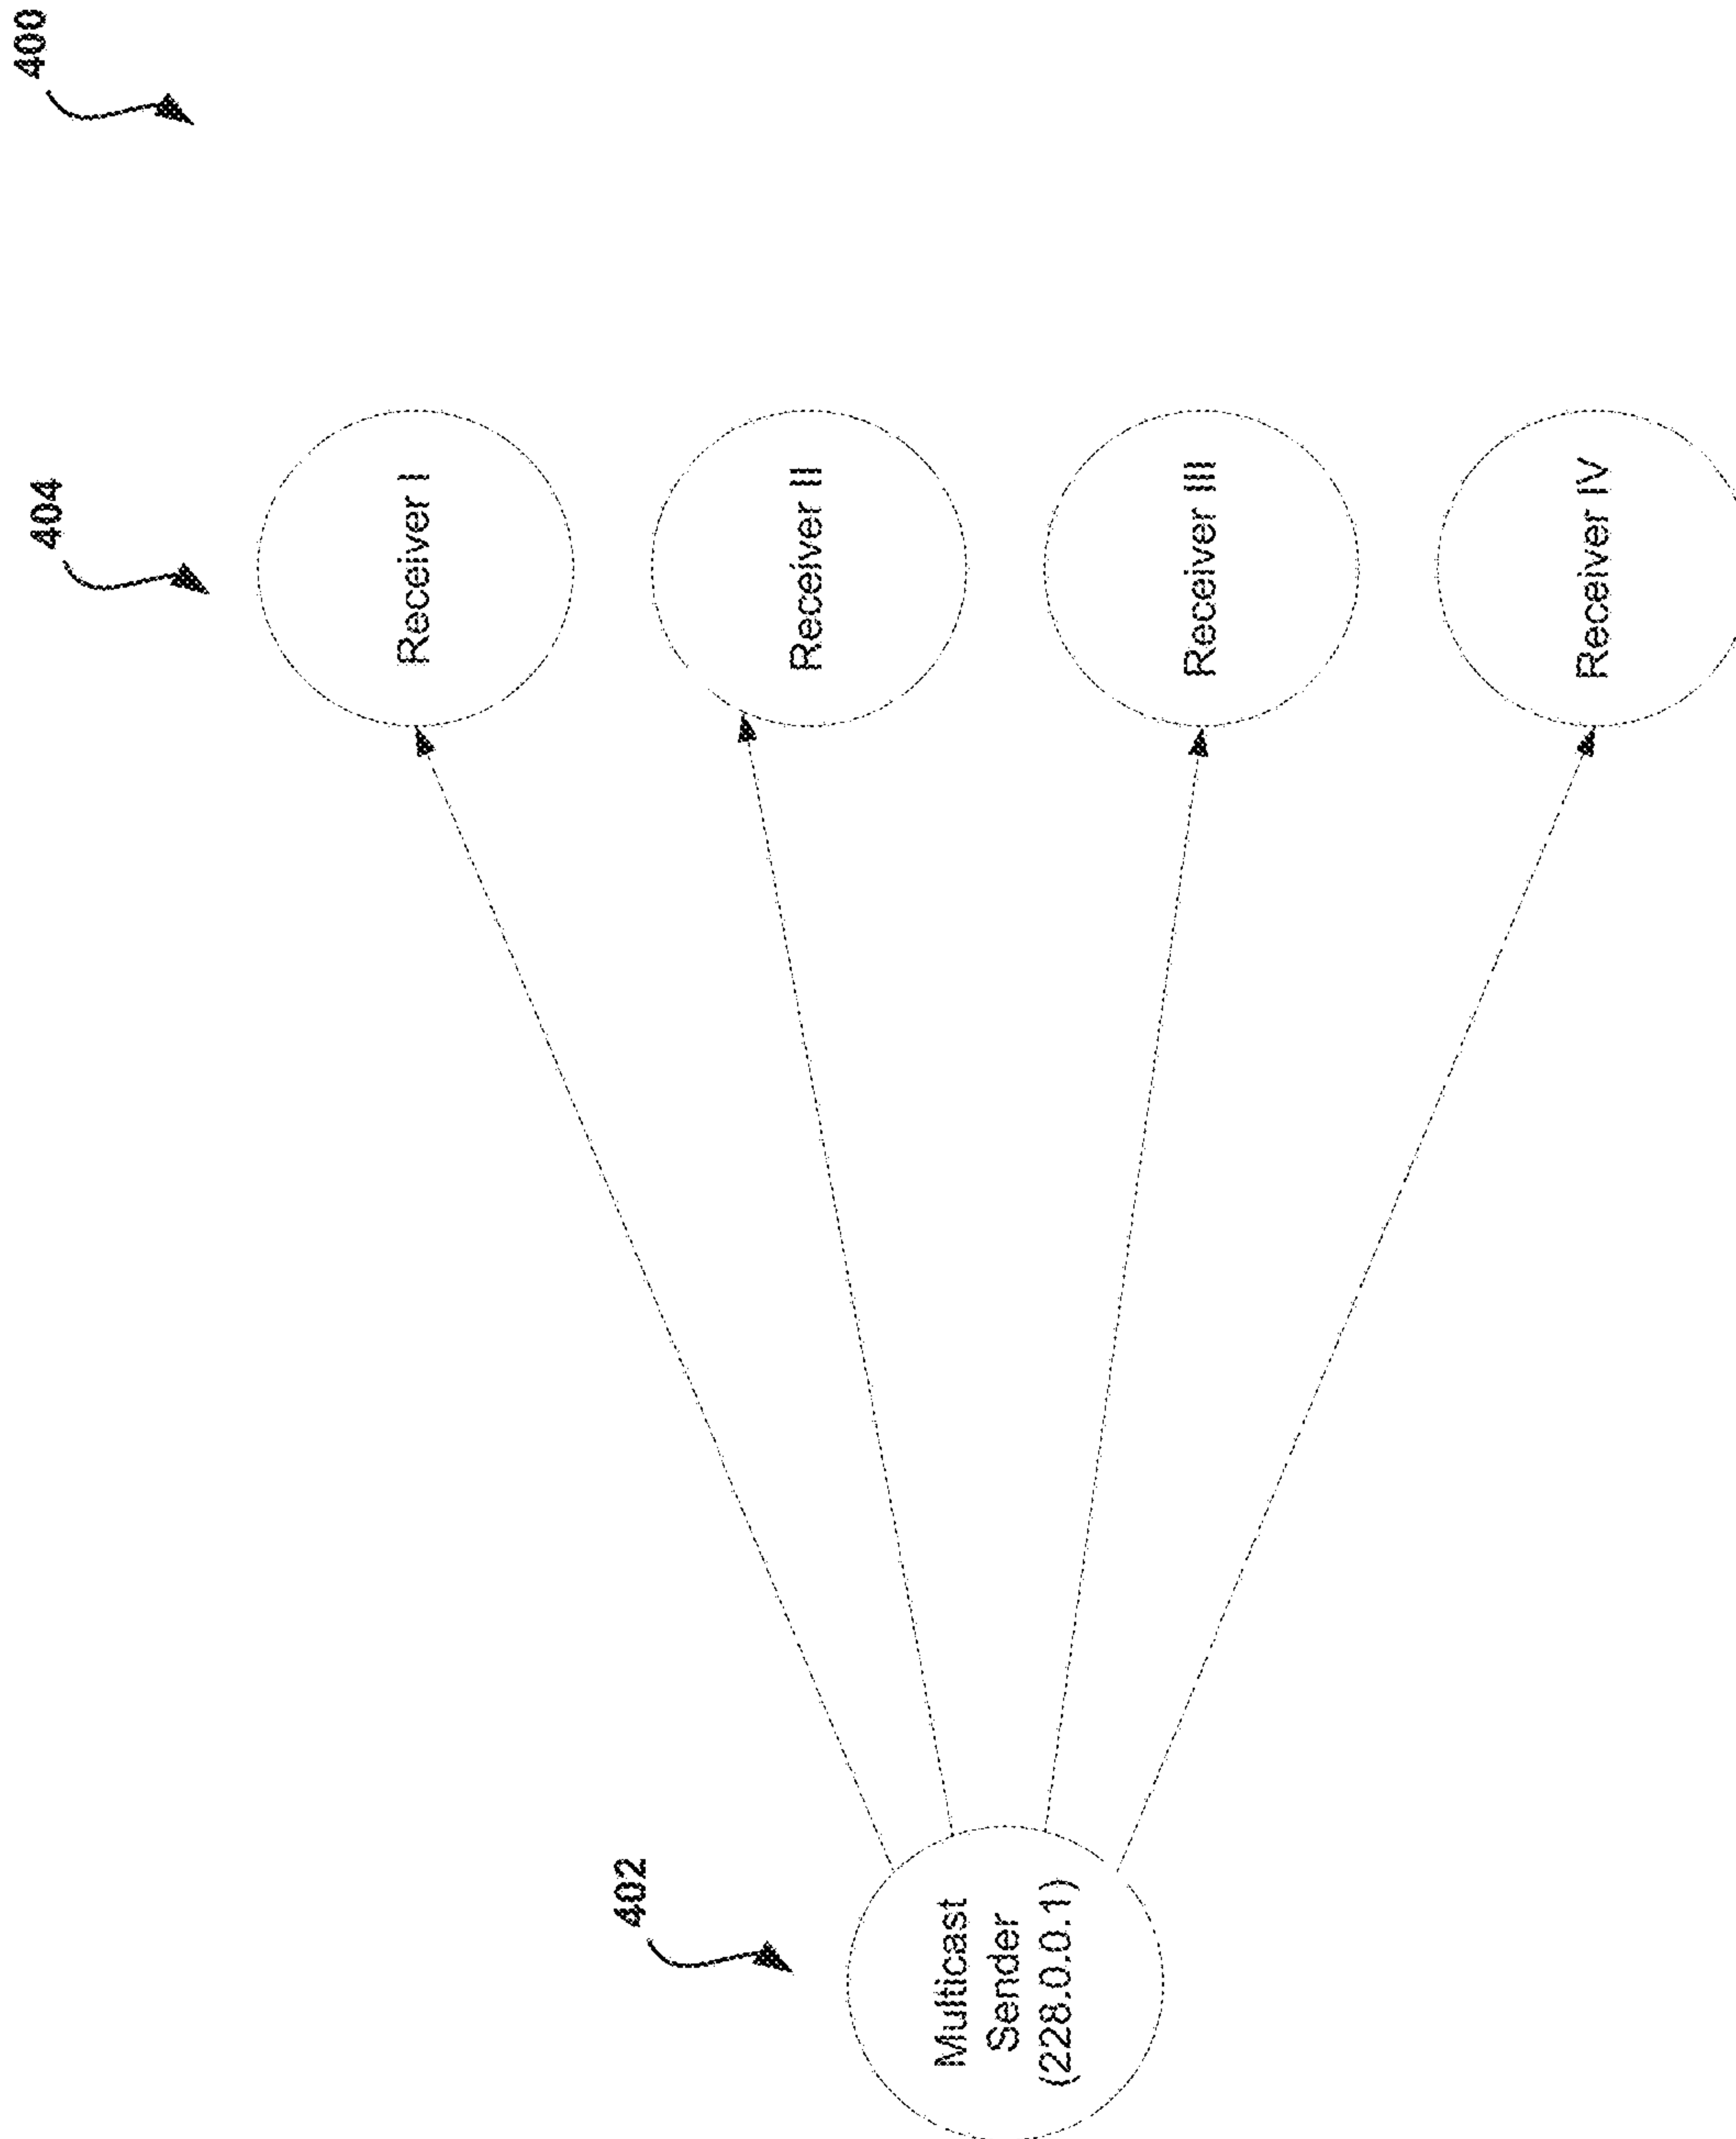 400
404
Receiver I
Receiver II
Receiver III
Receiver IV
402
Multicast
Sender
(228.0.0.1)